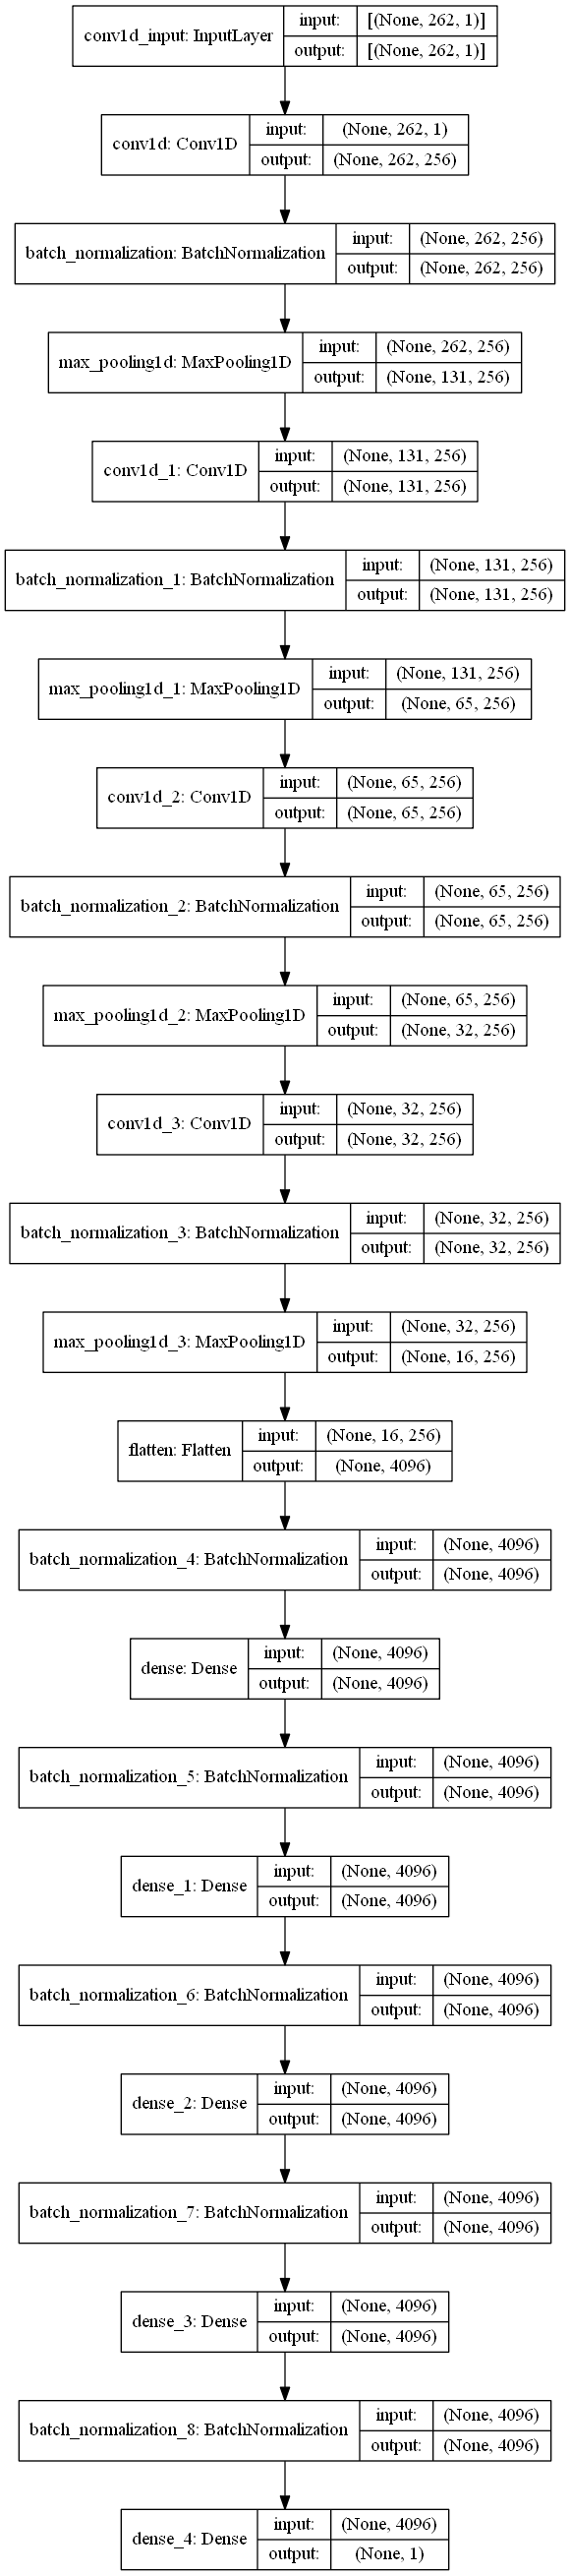 conv1d_input: InputLayer input: [(None, 262, 1)]
output: [(None, 262, 1)]
conv1d: Conv1D input: (None, 262, 1)
output: (None, 262, 256)
batch_normalization: BatchNormalization input: (None, 262, 256)
output: (None, 262, 256)
max_pooling1d: MaxPooling1D input: (None, 262, 256)
output: (None, 131, 256)
conv1d_1: Conv1D input: (None, 131, 256)
output: (None, 131, 256)
batch_normalization_1: BatchNormalization input: (None, 131, 256)
output: (None, 131, 256)
max_pooling1d_1: MaxPooling1D input: (None, 131, 256)
output: (None, 65, 256)
conv1d_2: Conv1D input: (None, 65, 256)
output: (None, 65, 256)
batch_normalization_2: BatchNormalization input: (None, 65, 256)
output: (None, 65, 256)
max_pooling1d_2: MaxPooling1D input: (None, 65, 256)
output: (None, 32, 256)
conv1d_3: Conv1D input: (None, 32, 256)
output: (None, 32, 256)
batch_normalization_3: BatchNormalization input: (None, 32, 256)
output: (None, 32, 256)
max_pooling1d_3: MaxPooling1D input: (None, 32, 256)
output: (None, 16, 256)
flatten: Flatten input: (None, 16, 256)
output: (None, 4096)
batch_normalization_4: BatchNormalization input: (None, 4096)
output: (None, 4096)
dense: Dense input: (None, 4096)
output: (None, 4096)
batch_normalization_5: BatchNormalization input: (None, 4096)
output: (None, 4096)
dense_1: Dense input: (None, 4096)
output: (None, 4096)
batch_normalization_6: BatchNormalization input: (None, 4096)
output: (None, 4096)
dense_2: Dense input: (None, 4096)
output: (None, 4096)
batch_normalization_7: BatchNormalization input: (None, 4096)
output: (None, 4096)
dense_3: Dense input: (None, 4096)
output: (None, 4096)
batch_normalization_8: BatchNormalization input: (None, 4096)
output: (None, 4096)
dense_4: Dense input: (None, 4096)
output: (None, 1)